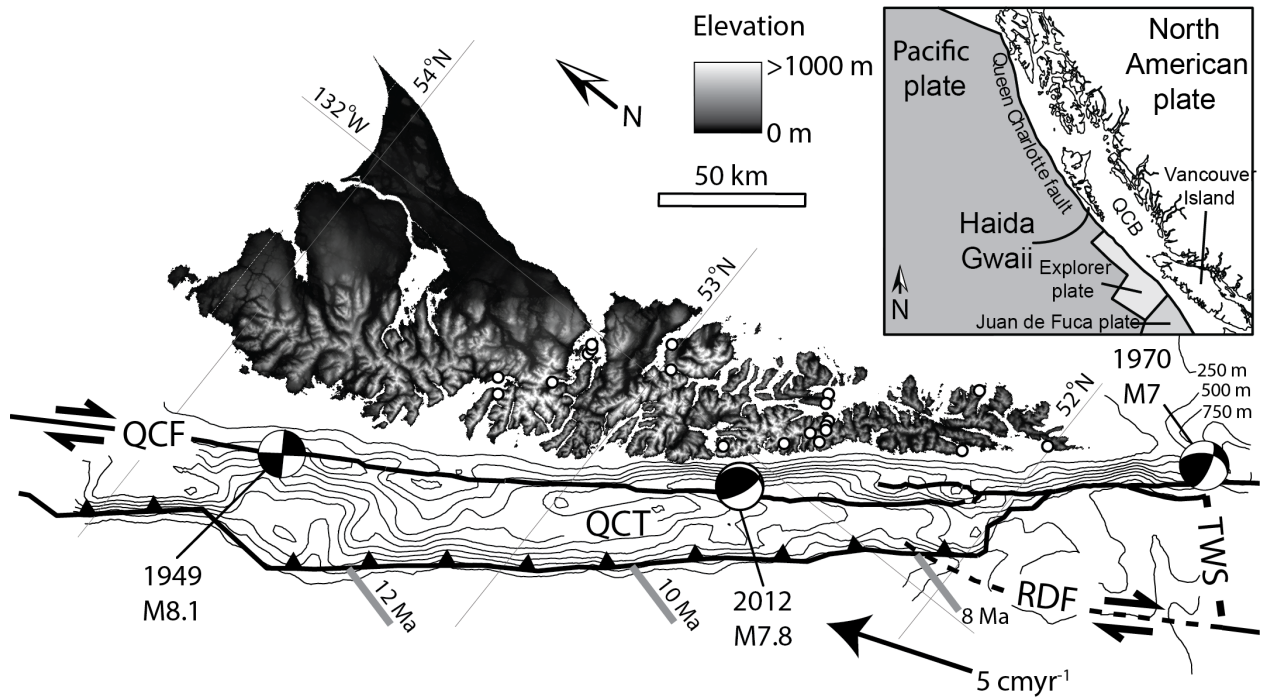 Elevation
>1000 m
0 m
50 km
N
54°N
132°W
53°N
52°N
Pacific
plate
North
American
plate
Queen Charlotte fault
Vancouver
Island
QCB
Haida
Gwaii
Explorer
plate
Juan de Fuca plate
N
1970
M7
250 m
500 m
750 m
QCF
QCT
1949
M8.1
12 Ma
10 Ma
2012
M7.8
8 Ma
RDF
TWS
5 cmyr⁻¹